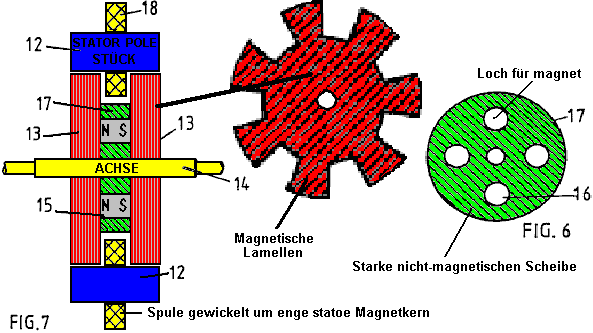 18
12
STATOR POLE
STÜCK
17
13
N S
13
ACHSE
14
15
N S
12
FIG.7
Spule gewickelt um enge statoe Magnetkern
Magnetische
Lamellen
Loch für magnet
17
16
FIG. 6
Starke nicht-magnetischen Scheibe